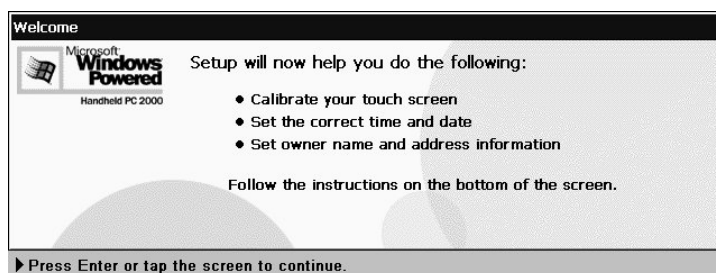 Welcome
Microsoft
Windows
Powered
Handheld PC 2000
Setup will now help you do the following:
● Calibrate your touch screen
● Set the correct time and date
● Set owner name and address information
Follow the instructions on the bottom of the screen.
Press Enter or tap the screen to continue.